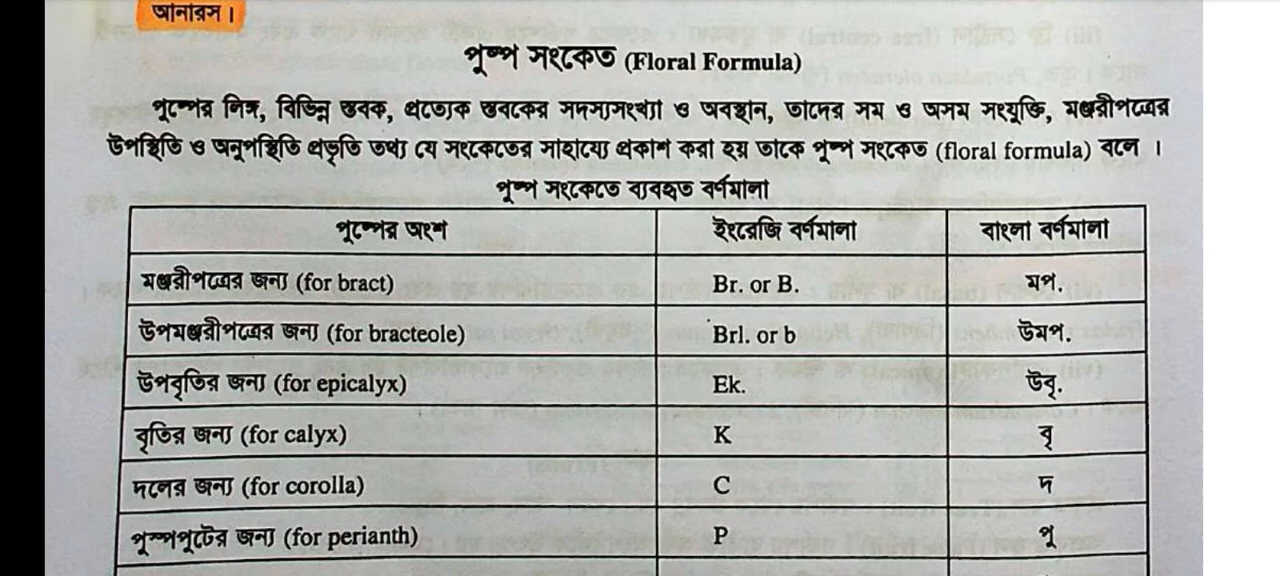 আনারস।
পুষ্প সংকেত (Floral Formula)
পুষ্পের লিঙ্গ, বিভিন্ন স্তবক, প্রত্যেক স্তবকের সদস্যসংখ্যা ও অবস্থান, তাদের সম ও অসম সংযুক্তি, মঞ্জরীপত্রের
উপস্থিতি ও অনুপস্থিতি প্রভৃতি তথ্য যে সংকেতের সাহায্যে প্রকাশ করা হয় তাকে পুষ্প সংকেত (floral formula) বলে ।
পুষ্প সংকেতে ব্যবহৃত বর্ণমালা
পুষ্পের অংশ ইংরেজি বর্ণমালা বাংলা বর্ণমালা
মঞ্জরীপত্রের জন্য (for bract) Br. or B. মপ.
উপমঞ্জরীপত্রের জন্য (for bracteole) Brl. or b উমপ.
উপবৃতির জন্য (for epicalyx) Ek. উবৃ.
বৃতির জন্য (for calyx) K বৃ
দলের জন্য (for corolla) C দ
পুষ্পপুটের জন্য (for perianth) P পু